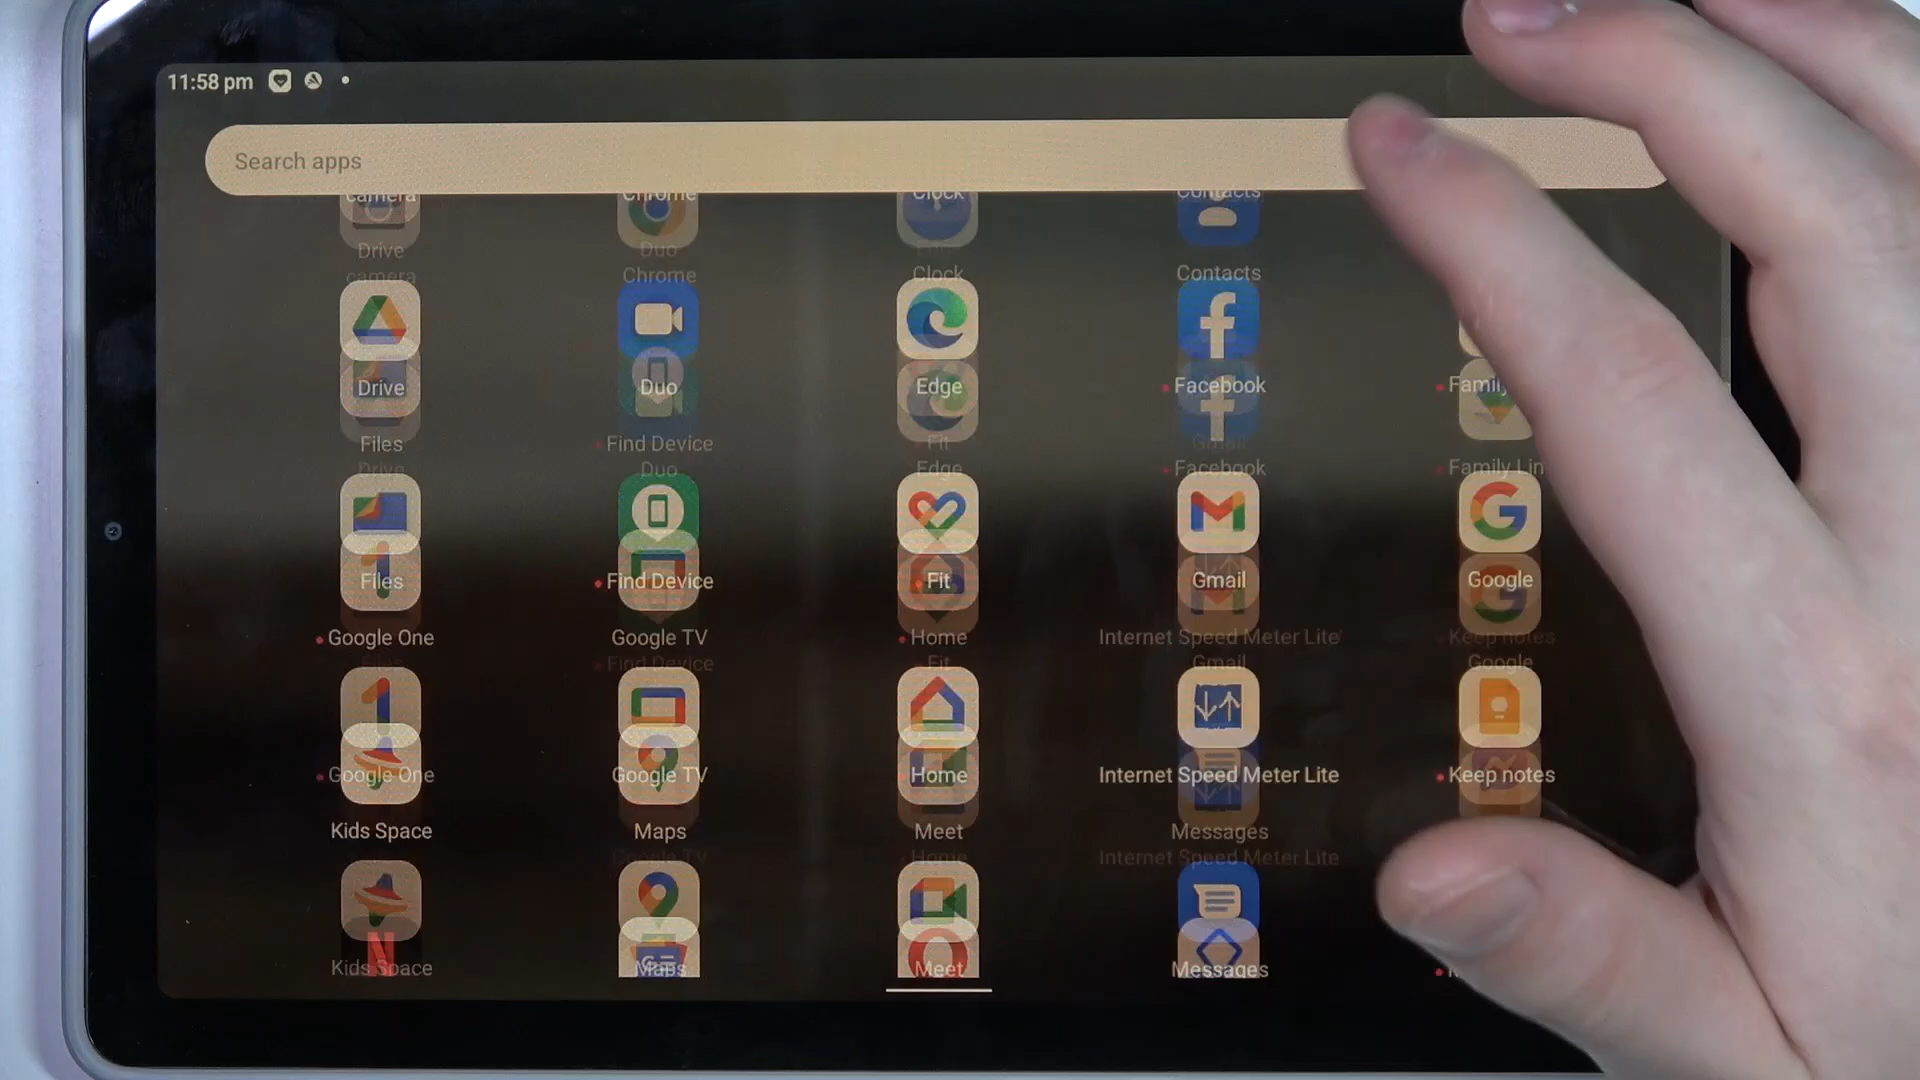 11:58 pm
Search apps
camera Chrome Clock Contacts
Drive Duo
camera Chrome Clock Contacts
Drive Duo Edge Facebook Family
Files Find Device Fit Gmail
Drive Duo Edge Facebook Family Lin
Files Find Device Fit Gmail Google
Google One Google TV Home Internet Speed Meter Lite Keep notes
Find Device Fit Gmail Google
Google One Google TV Home Internet Speed Meter Lite Keep notes
Kids Space Maps Meet Messages
Google TV Home Internet Speed Meter Lite
Kids Space Maps Meet Messages